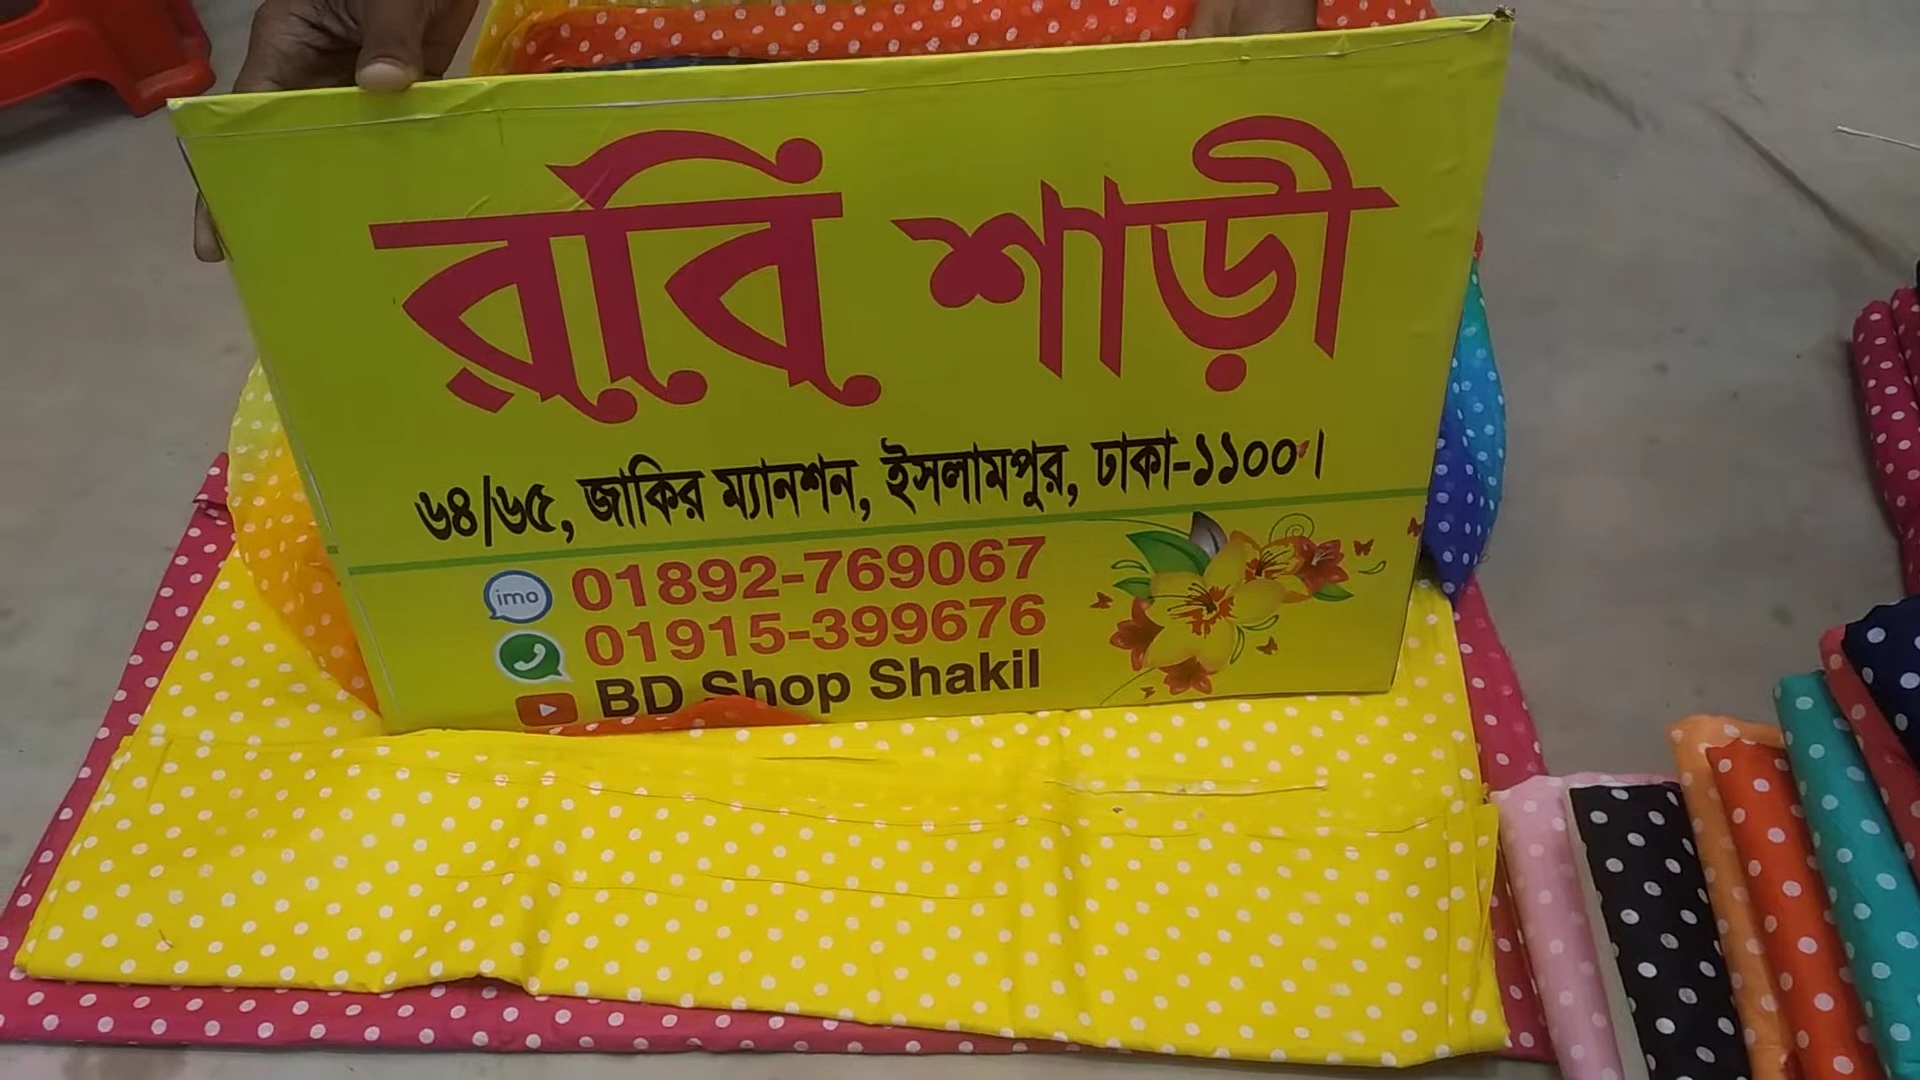 রবি শাড়ী
৬৪/৬৫, জাকির ম্যানশন, ইসলামপুর, ঢাকা-১১০০।
imo 01892-769067
01915-399676
BD Shop Shakil